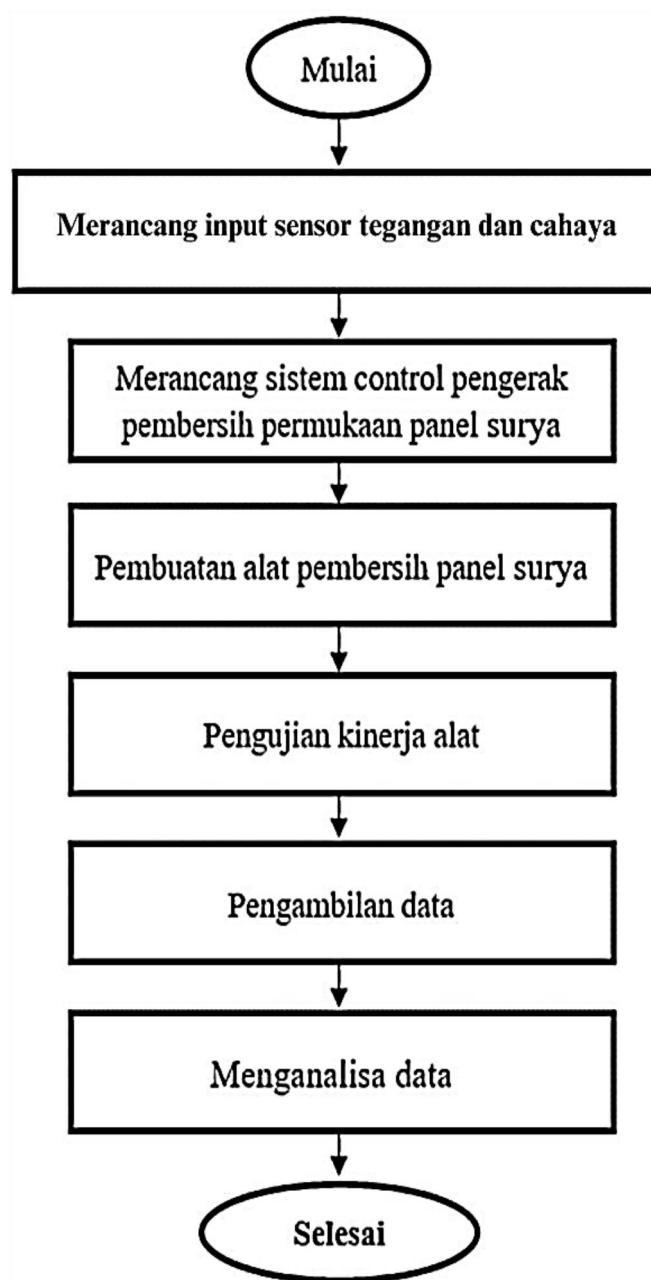 Mulai
Merancang input sensor tegangan dan cahaya
Merancang sistem control pengerak
pembersih permukaan panel surya
Pembuatan alat pembersih panel surya
Pengujian kinerja alat
Pengambilan data
Menganalisa data
Selesai